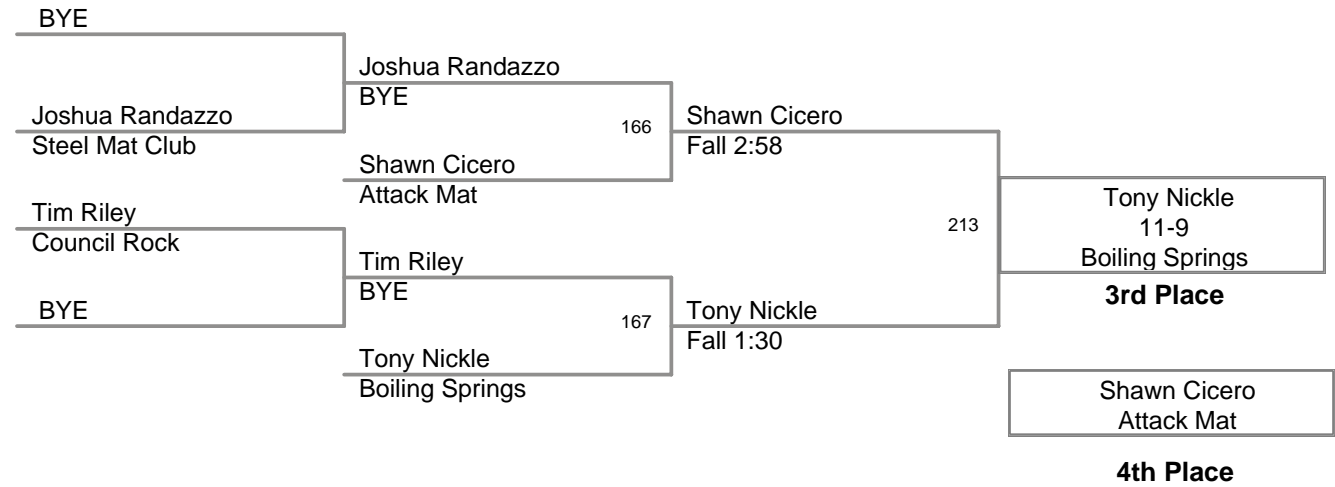 BYE
Joshua Randazzo
BYE
Joshua Randazzo
Steel Mat Club
166
Shawn Cicero
Fall 2:58
Shawn Cicero
Attack Mat
Tim Riley
Council Rock
213
Tony Nickle
11-9
Boiling Springs
3rd Place
Tim Riley
BYE
BYE
167
Tony Nickle
Fall 1:30
Tony Nickle
Boiling Springs
Shawn Cicero
Attack Mat
4th Place